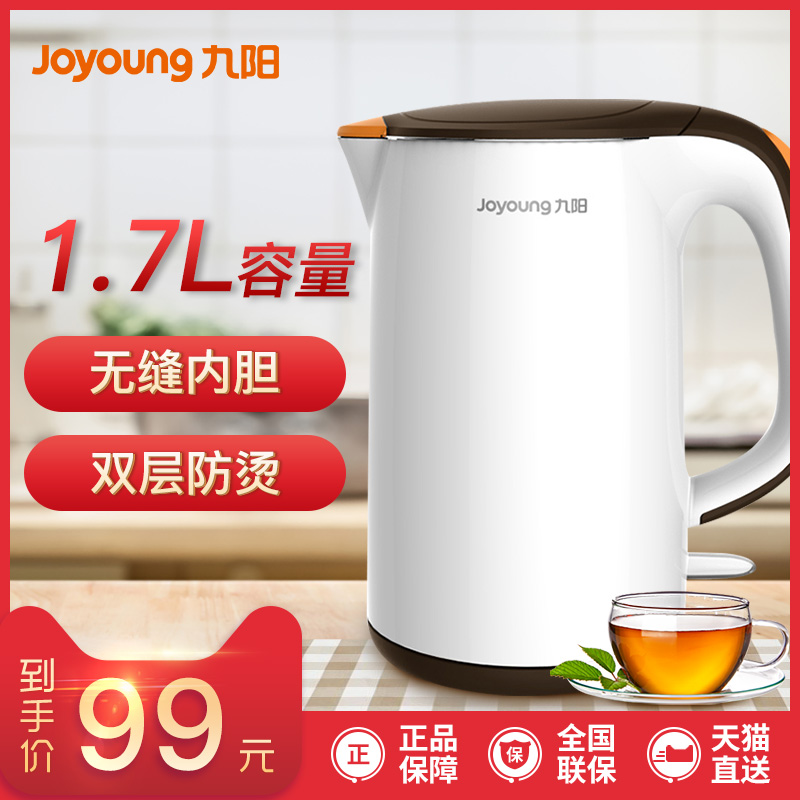 Joyoung 九阳
Joyoung 九阳
1.7L容量
无缝内胆
双层防烫
到手价 99 元
正 正品保障
保 全国联保
天猫直送